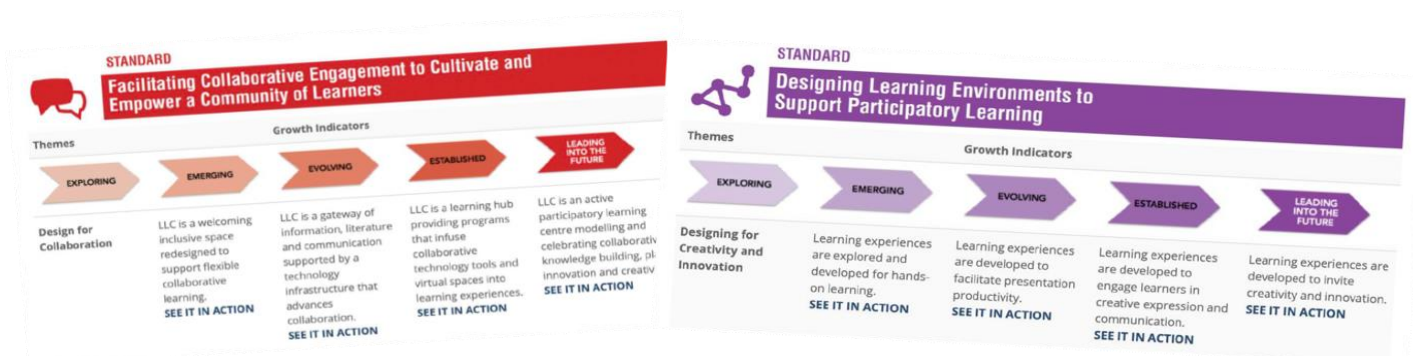 STANDARD
Facilitating Collaborative Engagement to Cultivate and
Empower a Community of Learners
Themes
Growth Indicators
EXPLORING
EMERGING
EVOLVING
ESTABLISHED
LEADING
INTO THE
FUTURE
Design for
Collaboration
LLC is a welcoming
inclusive space
redesigned to
support flexible
collaborative
learning.
SEE IT IN ACTION
LLC is a gateway of
information, literature
and communication
supported by a
technology
infrastructure that
advances
collaboration.
SEE IT IN ACTION
LLC is a learning hub
providing programs
that infuse
collaborative
technology tools and
virtual spaces into
learning experiences.
SEE IT IN ACTION
LLC is an active
participatory learning
centre modelling and
celebrating collaborativ
knowledge building, pl
innovation and creativ
SEE IT IN ACTION
STANDARD
Designing Learning Environments to
Support Participatory Learning
Themes
Growth Indicators
EXPLORING
EMERGING
EVOLVING
ESTABLISHED
LEADING
INTO THE
FUTURE
Designing for
Creativity and
Innovation
Learning experiences
are explored and
developed for hands-
on learning.
SEE IT IN ACTION
Learning experiences
are developed to
facilitate presentation
productivity.
SEE IT IN ACTION
Learning experiences
are developed to
engage learners in
creative expression and
communication.
SEE IT IN ACTION
Learning experiences are
developed to invite
creativity and innovation.
SEE IT IN ACTION